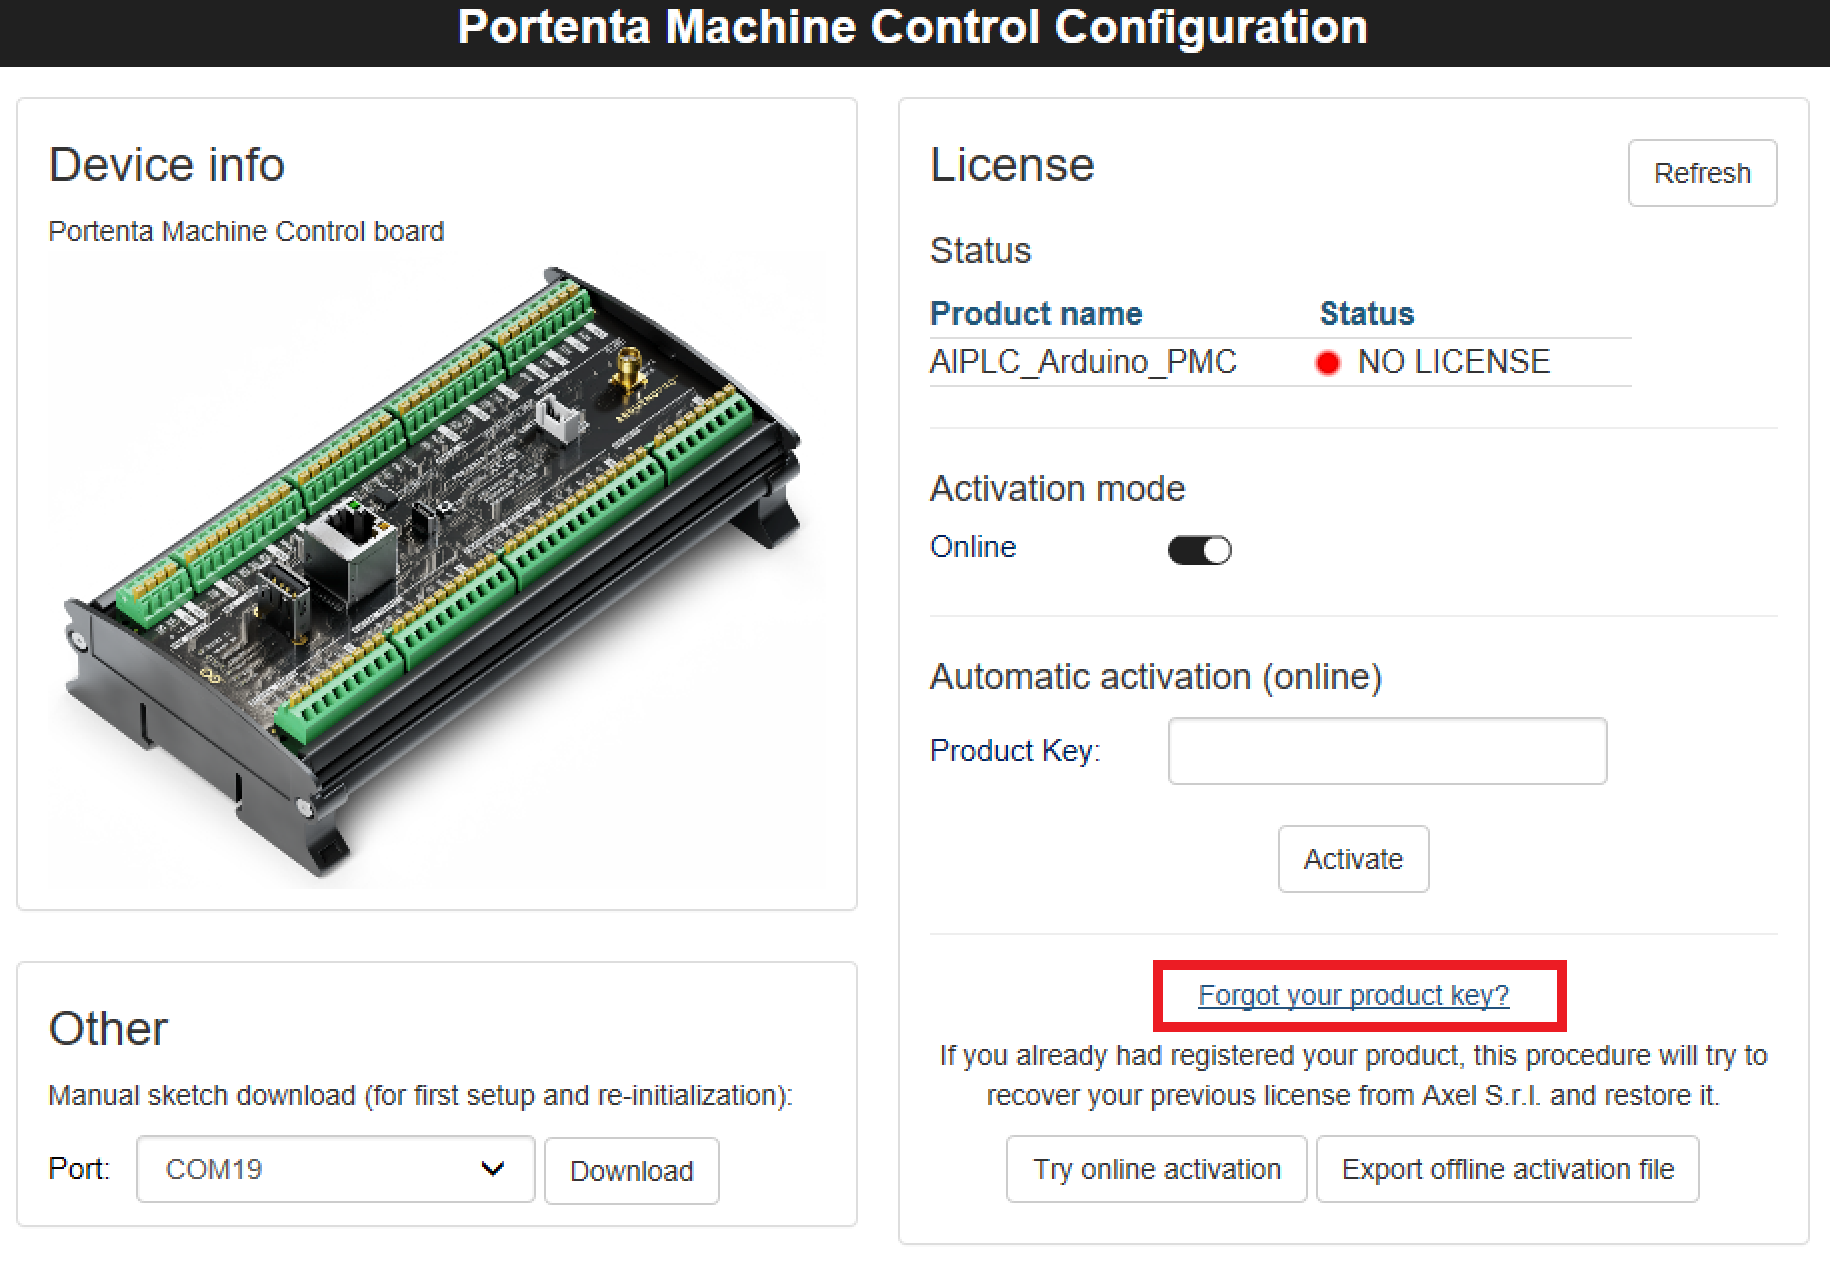 Portenta Machine Control Configuration
Device info
Portenta Machine Control board
Other
Manual sketch download (for first setup and re-initialization):
Port:
COM19
Download
License
Refresh
Status
Product name Status
AIPLC_Arduino_PMC NO LICENSE
Activation mode
Online
Automatic activation (online)
Product Key:
Activate
Forgot your product key?
If you already had registered your product, this procedure will try to
recover your previous license from Axel S.r.l. and restore it.
Try online activation
Export offline activation file